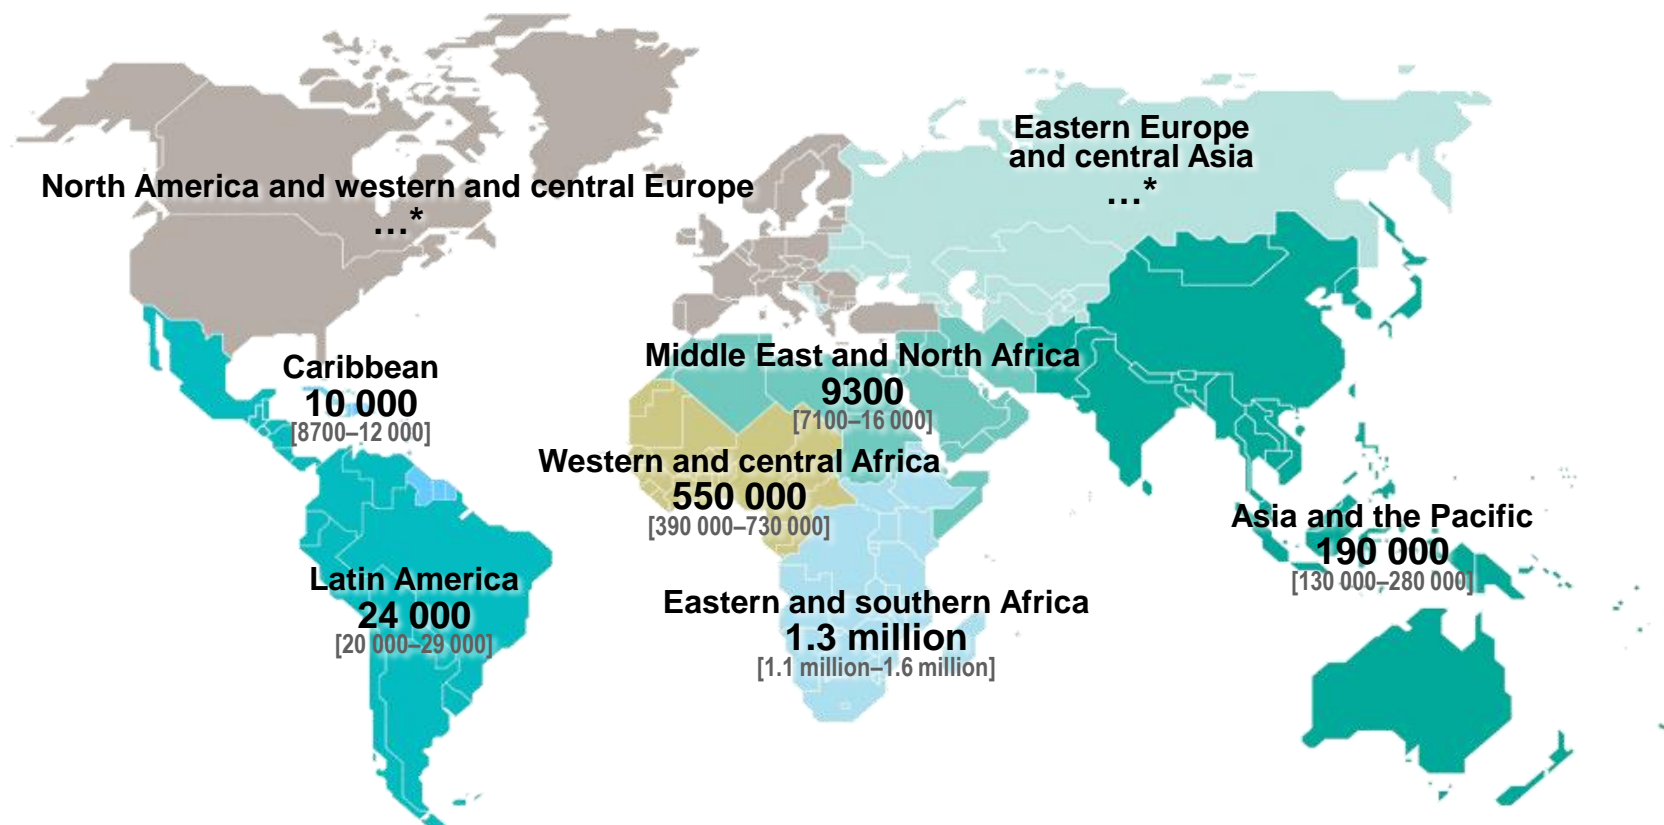 Eastern Europe
and central Asia
...*
North America and western and central Europe
...*
Caribbean
10 000
[8700–12 000]
Middle East and North Africa
9300
[7100–16 000]
Western and central Africa
550 000
[390 000–730 000]
Asia and the Pacific
190 000
[130 000–280 000]
Latin America
24 000
[20 000–29 000]
Eastern and southern Africa
1.3 million
[1.1 million–1.6 million]